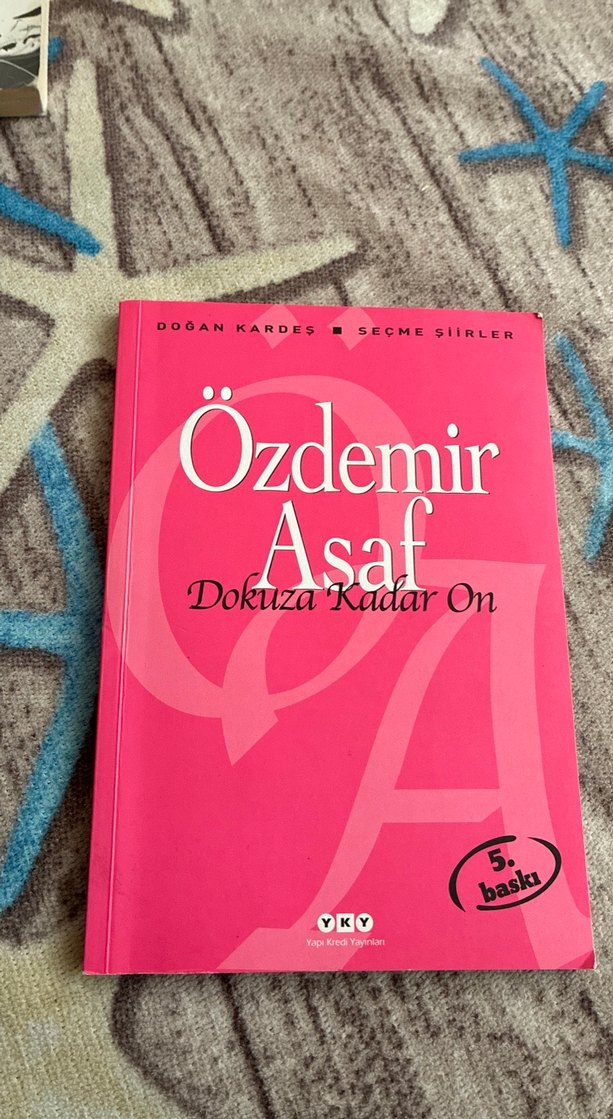 DOĞAN KARDEŞ ■ SEÇME ŞİİRLER
Özdemir
Asaf
Dokuza Kadar On
5.
baskı
YKY
Yapı Kredi Yayınları